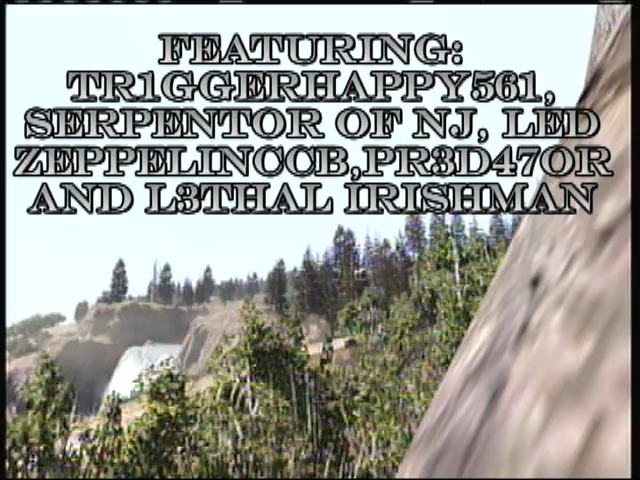 FEATURING:
TR1GGERHAPPY561,
SERPENTOR OF NJ, LED
ZEPPELINCCB,PR3D47OR
AND L3THAL IRISHMAN